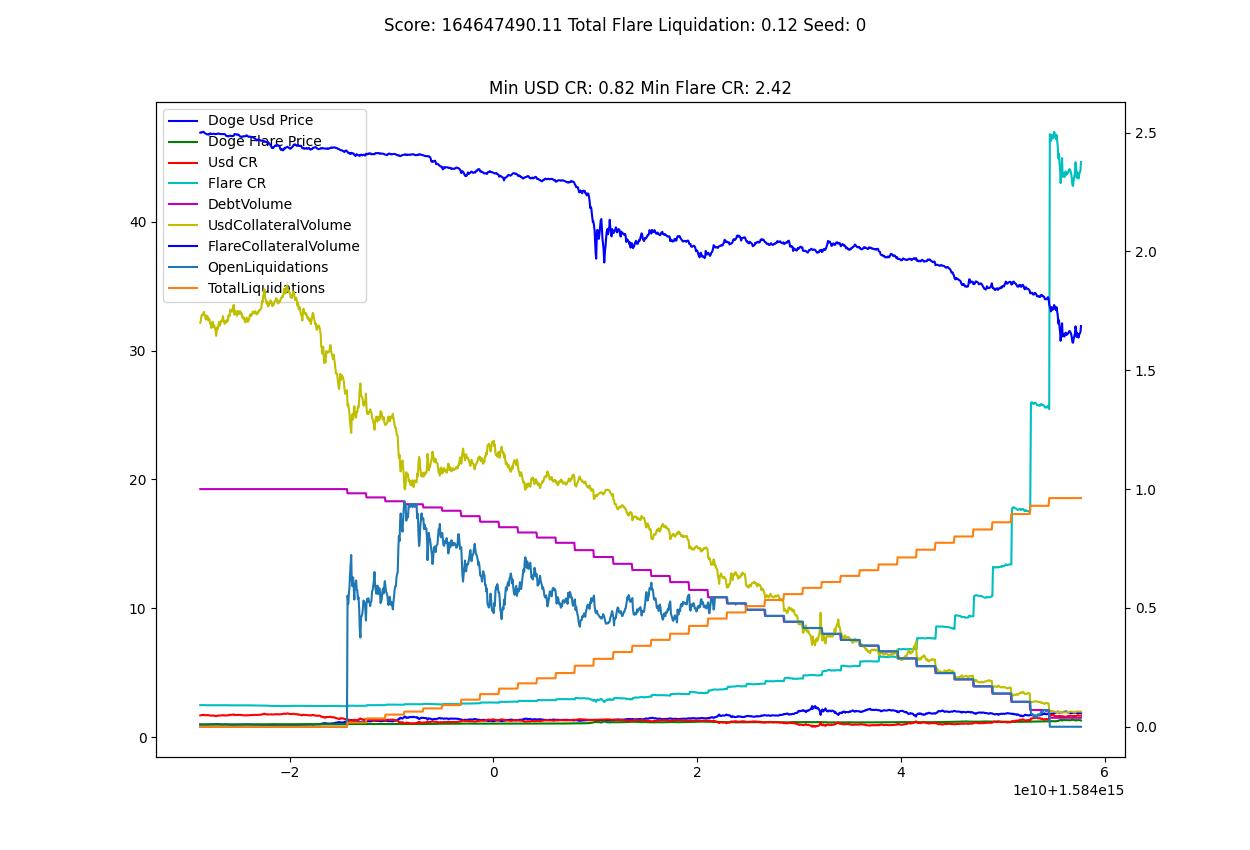 Score: 164647490.11 Total Flare Liquidation: 0.12 Seed: 0
Min USD CR: 0.82 Min Flare CR: 2.42
Doge Usd Price
Doge Flare Price
Usd CR
Flare CR
DebtVolume
UsdCollateralVolume
FlareCollateralVolume
OpenLiquidations
TotalLiquidations
40
30
20
10
0
2.5
2.0
1.5
1.0
0.5
0.0
−2 0 2 4 6
1e10+1.584e15